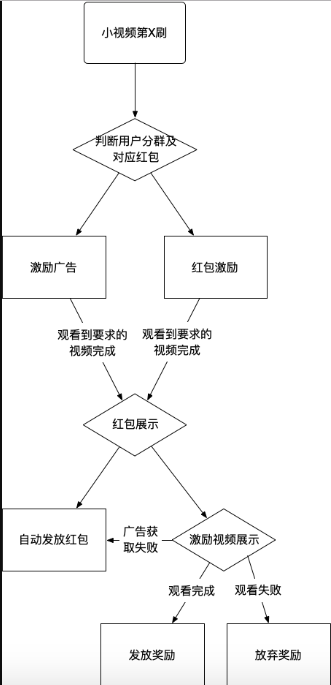 小视频第X刷
判断用户分群及
对应红包
激励广告
红包激励
观看到要求的
视频完成
观看到要求的
视频完成
红包展示
自动发放红包
广告获
取失败
激励视频展示
观看完成
观看失败
发放奖励
放弃奖励